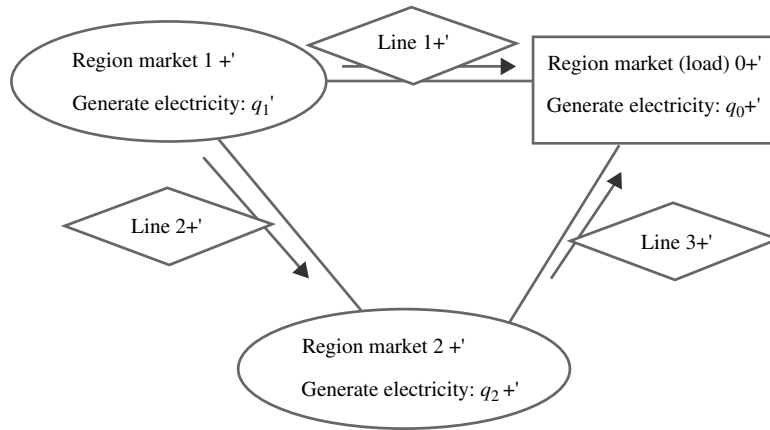 Region market 1 +'
Generate electricity: q₁'
Line 1+'
Region market (load) 0+'
Generate electricity: q₀+'
Line 2+'
Line 3+'
Region market 2 +'
Generate electricity: q₂ +'